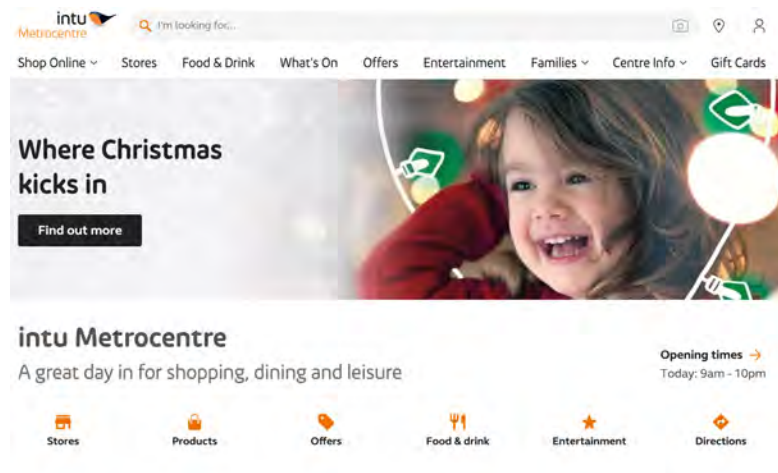 intu
Metrocentre
I'm looking for...
Shop Online Stores Food & Drink What's On Offers Entertainment Families Centre Info Gift Cards
Where Christmas
kicks in
Find out more
intu Metrocentre
A great day in for shopping, dining and leisure
Opening times →
Today: 9am - 10pm
Stores Products Offers Food & drink Entertainment Directions